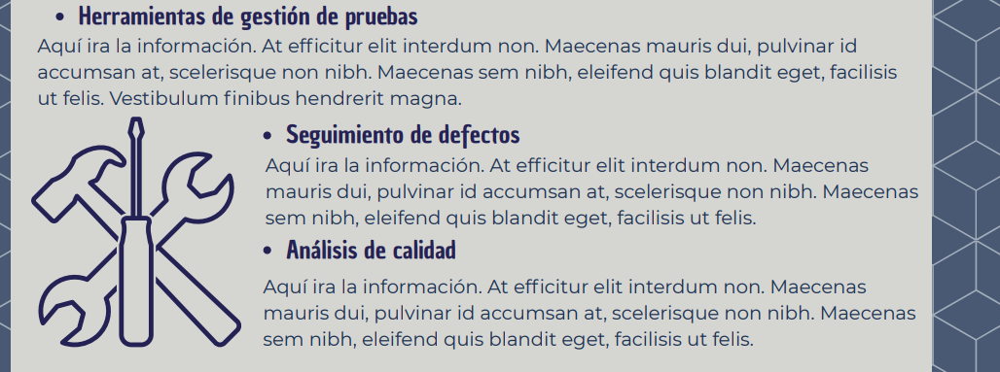 • Herramientas de gestión de pruebas
Aquí ira la información. At efficitur elit interdum non. Maecenas mauris dui, pulvinar id
accumsan at, scelerisque non nibh. Maecenas sem nibh, eleifend quis blandit eget, facilisis
ut felis. Vestibulum finibus hendrerit magna.
• Seguimiento de defectos
Aquí ira la información. At efficitur elit interdum non. Maecenas
mauris dui, pulvinar id accumsan at, scelerisque non nibh. Maecenas
sem nibh, eleifend quis blandit eget, facilisis ut felis.
• Análisis de calidad
Aquí ira la información. At efficitur elit interdum non. Maecenas
mauris dui, pulvinar id accumsan at, scelerisque non nibh. Maecenas
sem nibh, eleifend quis blandit eget, facilisis ut felis.